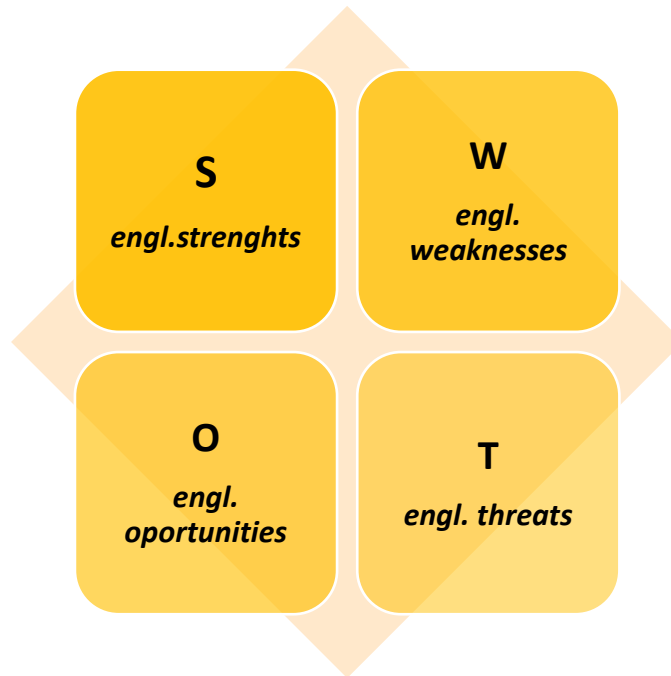 S
engl.strenghts
W
engl.
weaknesses
O
engl.
oportunities
T
engl. threats